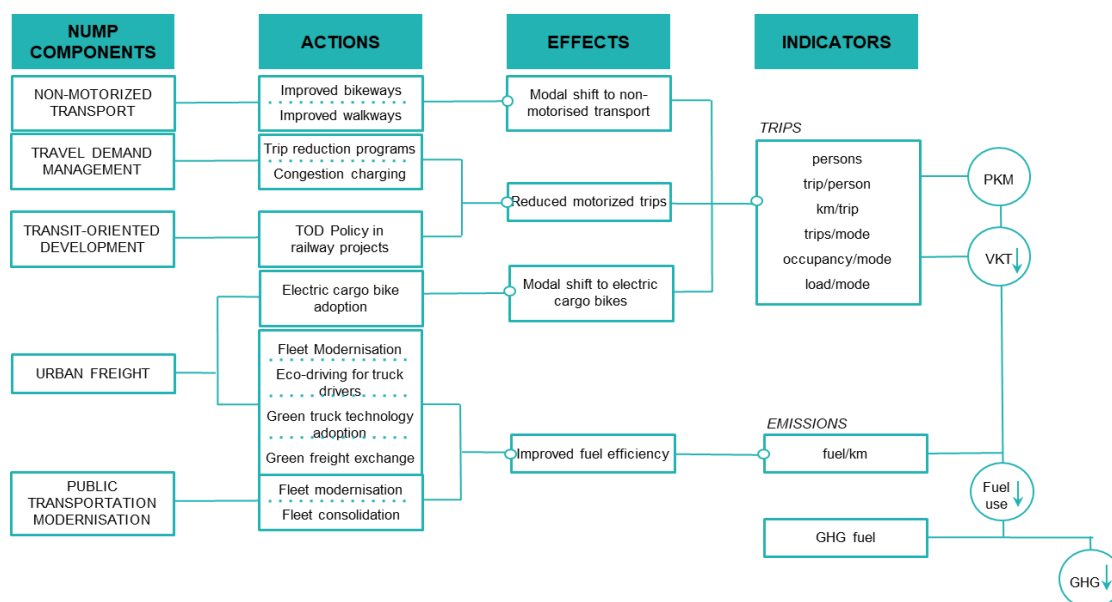 NUMP
COMPONENTS
ACTIONS
EFFECTS
INDICATORS
NON-MOTORIZED
TRANSPORT
Improved bikeways
Improved walkways
Modal shift to non-
motorised transport
TRAVEL DEMAND
MANAGEMENT
Trip reduction programs
Congestion charging
Reduced motorized trips
TRANSIT-ORIENTED
DEVELOPMENT
TOD Policy in
railway projects
Electric cargo bike
adoption
Modal shift to electric
cargo bikes
URBAN FREIGHT
Fleet Modernisation
Eco-driving for truck
drivers
Green truck technology
adoption
Green freight exchange
Improved fuel efficiency
PUBLIC
TRANSPORTATION
MODERNISATION
Fleet modernisation
Fleet consolidation
TRIPS
persons
trip/person
km/trip
trips/mode
occupancy/mode
load/mode
PKM
VKT
EMISSIONS
fuel/km
Fuel
use
GHG fuel
GHG